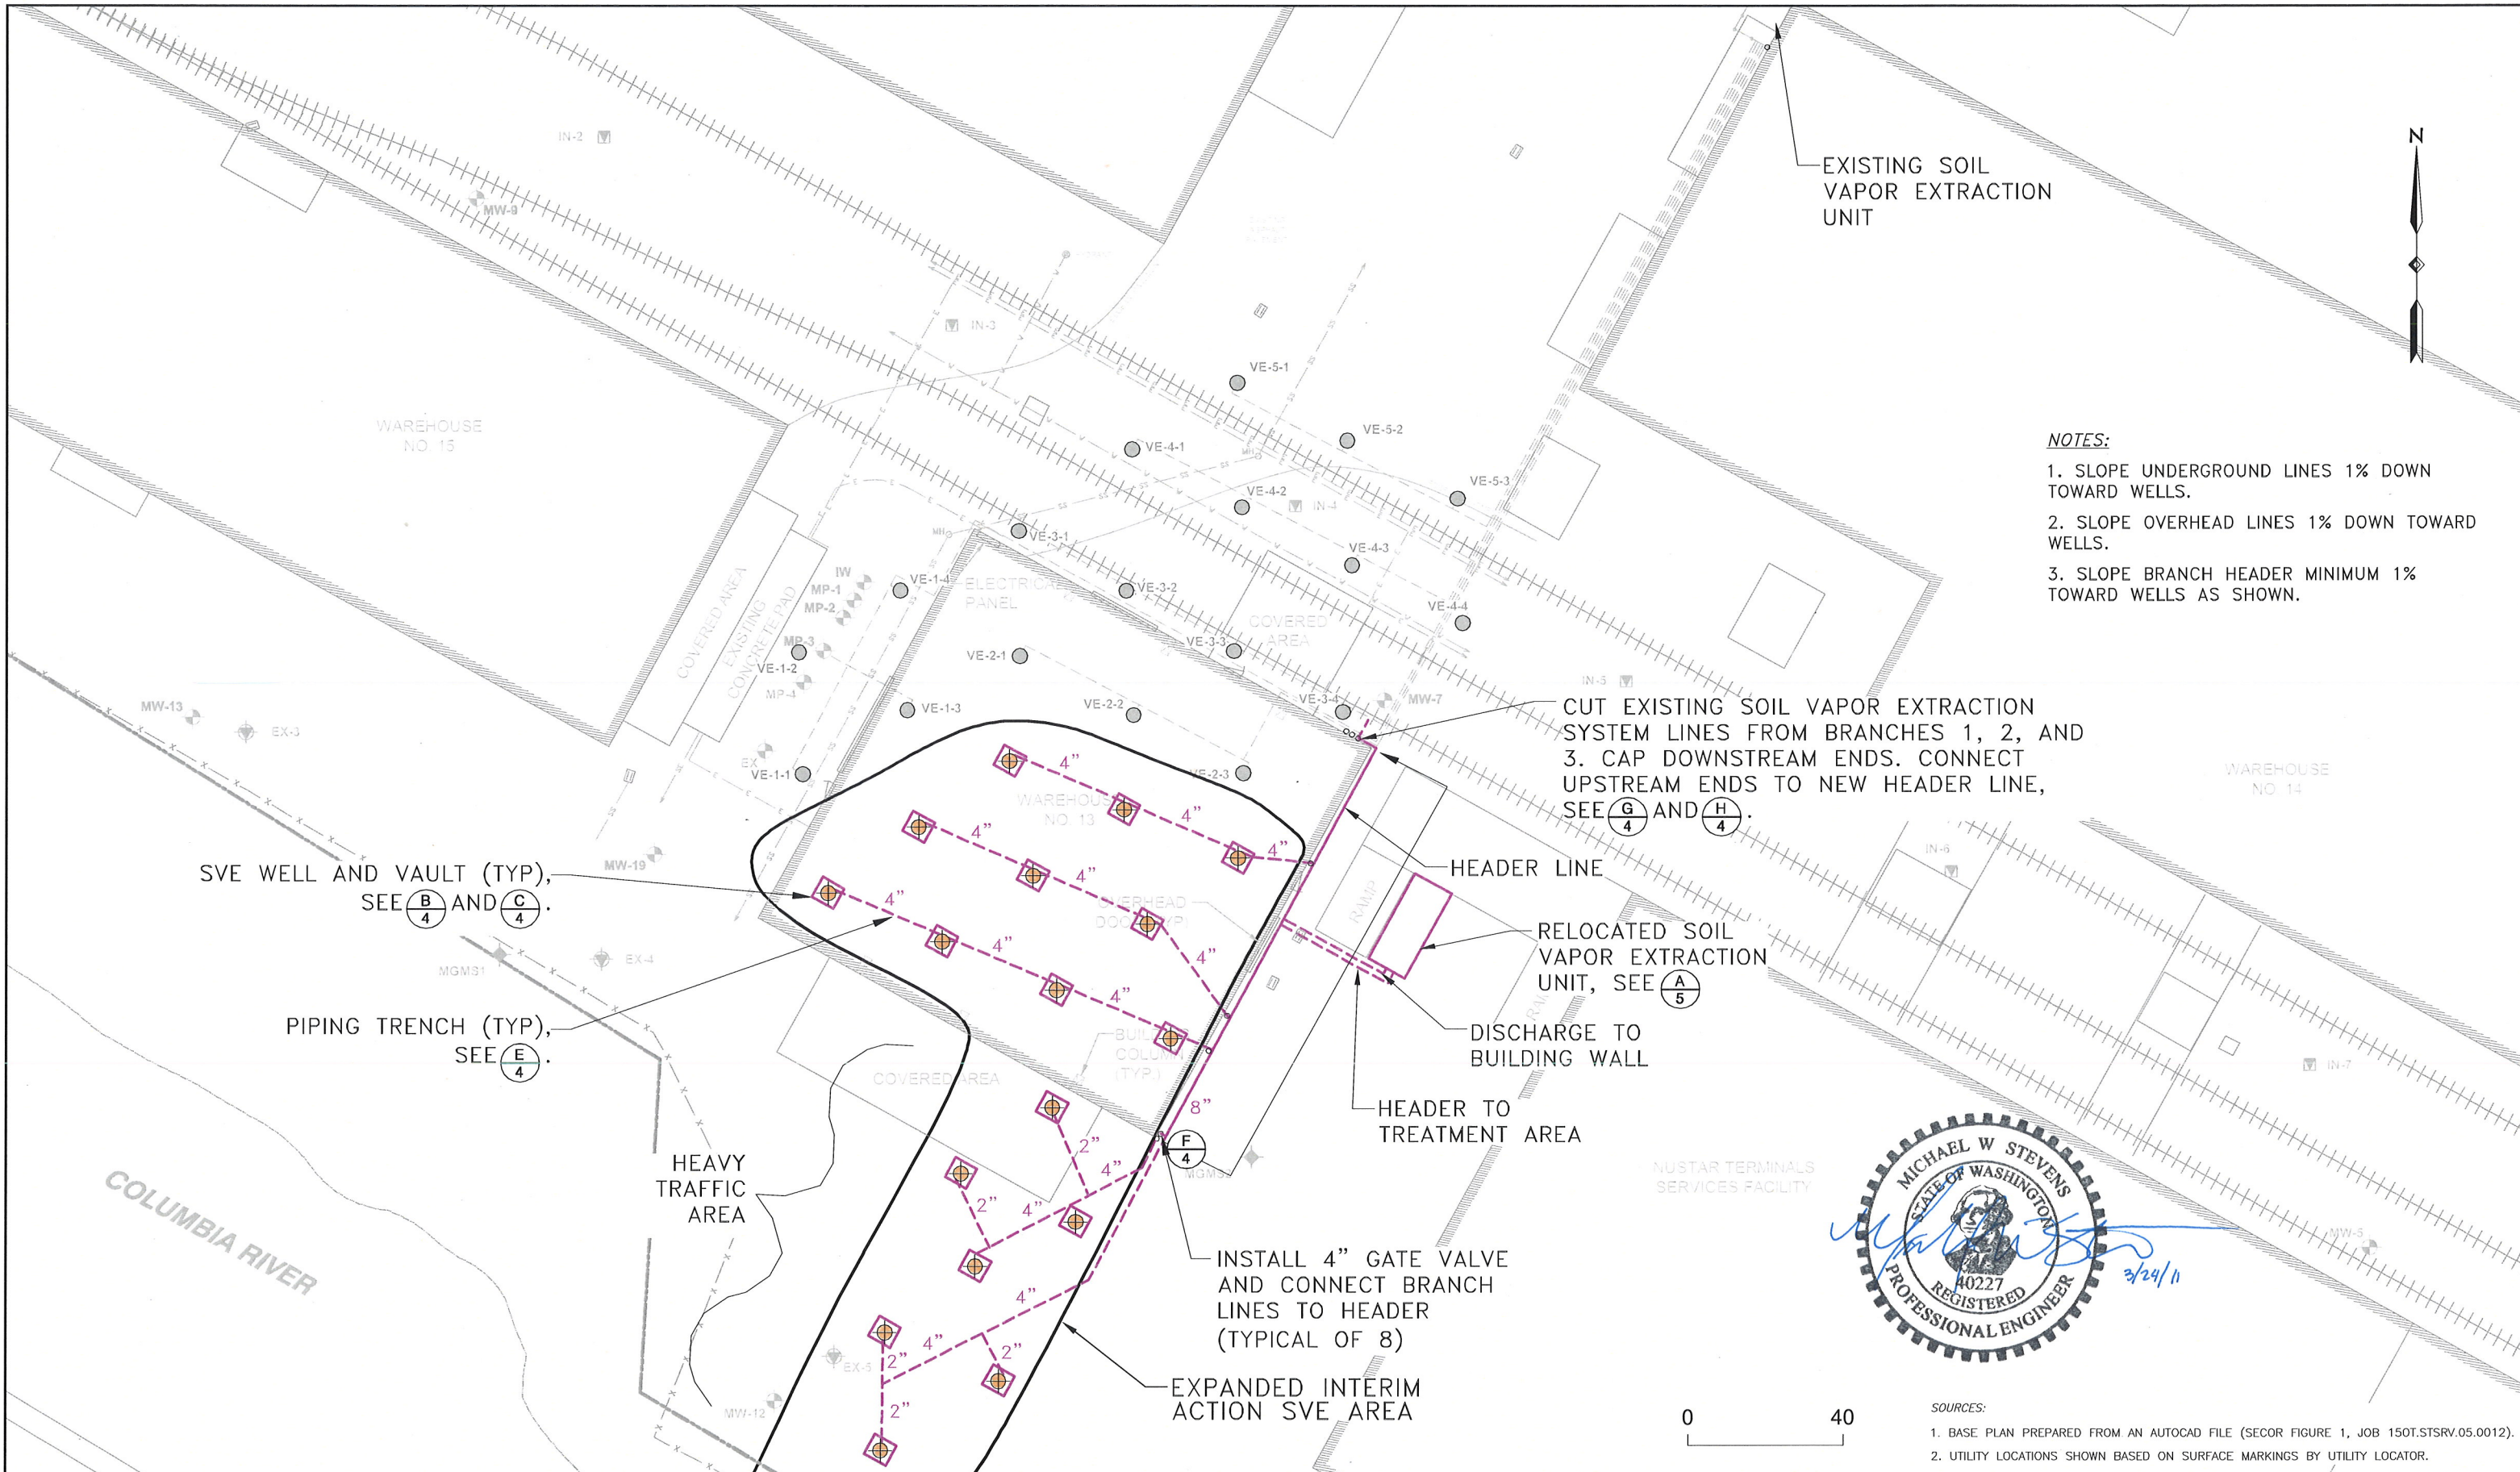 EXISTING SOIL
VAPOR EXTRACTION
UNIT
N
IN-2
MW-9
IN-3
WAREHOUSE
NO. 15
VE-5-1
VE-5-2
VE-5-3
VE-4-1
VE-4-2
IN-4
VE-4-3
VE-4-4
MH
MH
VE-3-1
VE-3-2
VE-3-3
VE-3-4
MW-7
IN-5
IW
MP-1
MP-2
MP-3
MP-4
VE-1-4
VE-1-2
VE-1-3
VE-1-1
EX
ELECTRICAL
PANEL
COVERED
AREA
COVERED AREA
EXISTING
CONCRETE PAD
VE-2-1
VE-2-2
VE-2-3
NOTES:
1. SLOPE UNDERGROUND LINES 1% DOWN
TOWARD WELLS.
2. SLOPE OVERHEAD LINES 1% DOWN TOWARD
WELLS.
3. SLOPE BRANCH HEADER MINIMUM 1%
TOWARD WELLS AS SHOWN.
MW-13
EX-3
CUT EXISTING SOIL VAPOR EXTRACTION
SYSTEM LINES FROM BRANCHES 1, 2, AND
3. CAP DOWNSTREAM ENDS. CONNECT
UPSTREAM ENDS TO NEW HEADER LINE,
SEE G/4 AND H/4.
WAREHOUSE
NO. 14
4"
4"
4"
WAREHOUSE
NO. 13
4"
4"
4"
OVERHEAD
4"
4"
4"
HEADER LINE
RAMP
IN-6
MW-19
SVE WELL AND VAULT (TYP),
SEE B/4 AND C/4.
MGMS1
EX-4
RELOCATED SOIL
VAPOR EXTRACTION
UNIT, SEE A/5
PIPING TRENCH (TYP),
SEE E/4.
DISCHARGE TO
BUILDING WALL
COLUMN
(TYP.)
COVERED AREA
IN-7
8"
HEADER TO
TREATMENT AREA
F/4
2"
4"
2"
4"
HEAVY
TRAFFIC
AREA
COLUMBIA RIVER
NUSTAR TERMINALS
SERVICES FACILITY
MICHAEL W STEVENS
STATE OF WASHINGTON
40227
REGISTERED
PROFESSIONAL ENGINEER
3/24/11
MW-5
INSTALL 4" GATE VALVE
AND CONNECT BRANCH
LINES TO HEADER
(TYPICAL OF 8)
4"
4"
2"
2"
2"
EX-5
MW-12
EXPANDED INTERIM
ACTION SVE AREA
0 40
SOURCES:
1. BASE PLAN PREPARED FROM AN AUTOCAD FILE (SECOR FIGURE 1, JOB 150T.STSRV.05.0012).
2. UTILITY LOCATIONS SHOWN BASED ON SURFACE MARKINGS BY UTILITY LOCATOR.